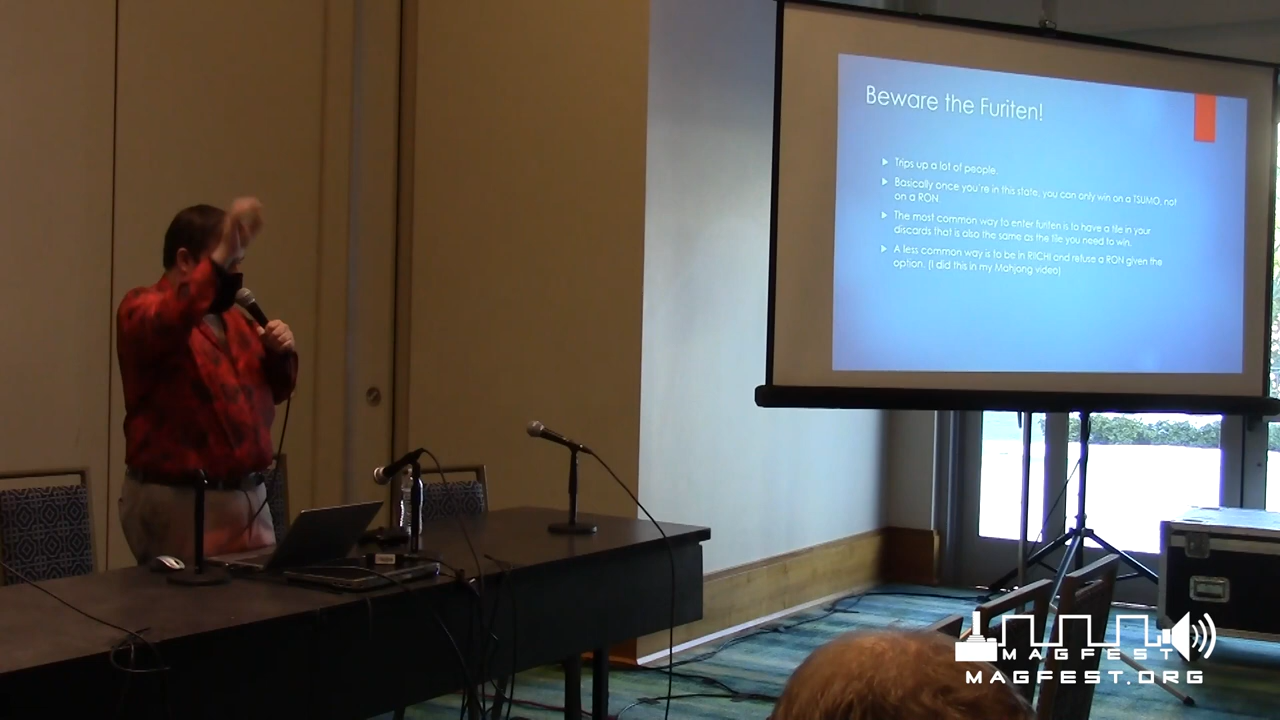 Beware the Furiten!
Trips up a lot of people.
Basically once you're in this state, you can only win on a TSUMO, not
on a RON.
The most common way to enter furiten is to have a tile in your
discards that is also the same as the tile you need to win.
A less common way is to be in RIICHI and refuse a RON given the
option. (I did this in my Mahjong video)
MAGFEST
MAGFEST.ORG